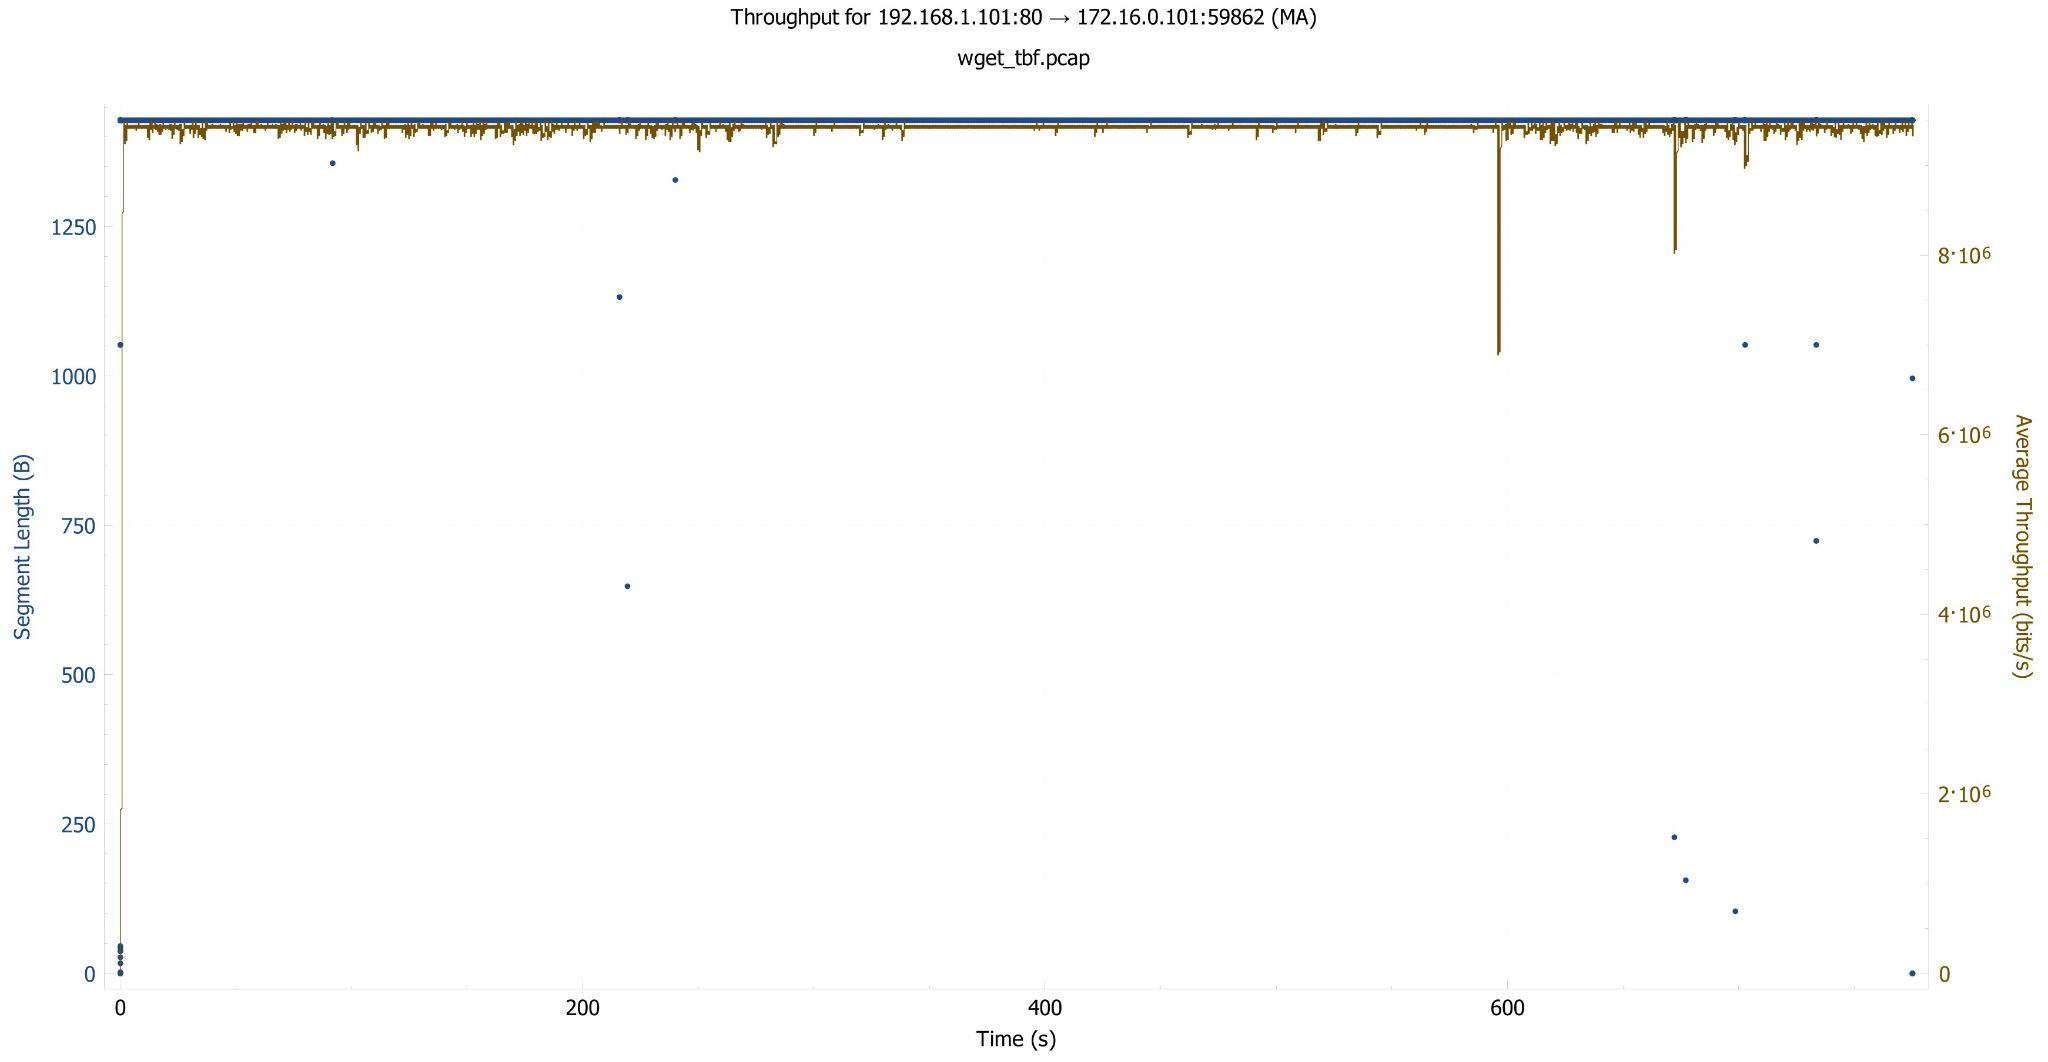 Throughput for 192.168.1.101:80 → 172.16.0.101:59862 (MA)
wget_tbf.pcap
Segment Length (B)
1250
1000
750
500
250
0
8·10⁶
6·10⁶
4·10⁶
2·10⁶
0
Average Throughput (bits/s)
0 200 400 600
Time (s)